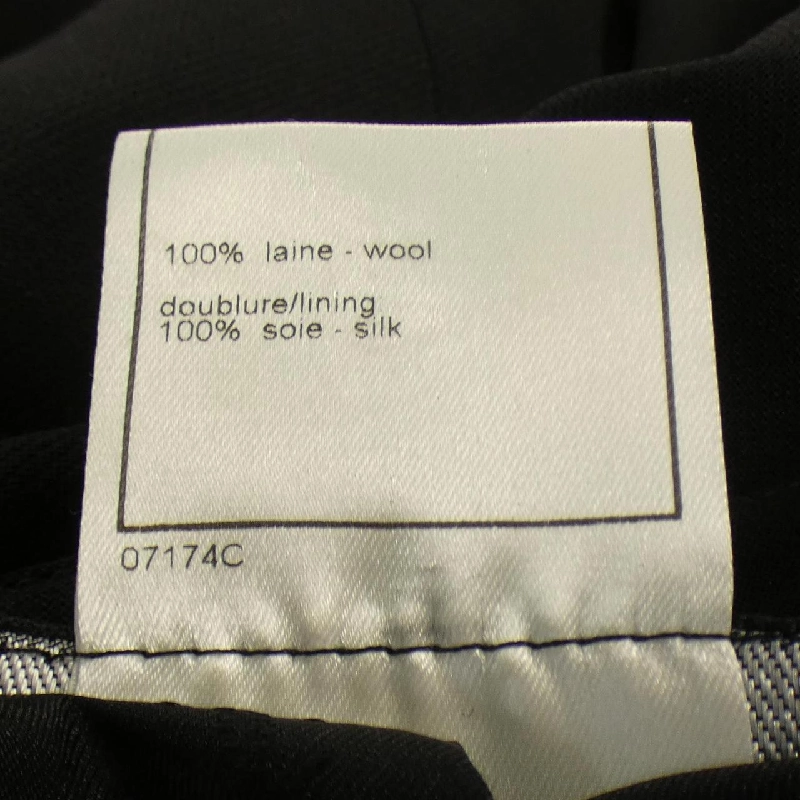 100% laine - wool
doublure/lining
100% soie - silk
07174C